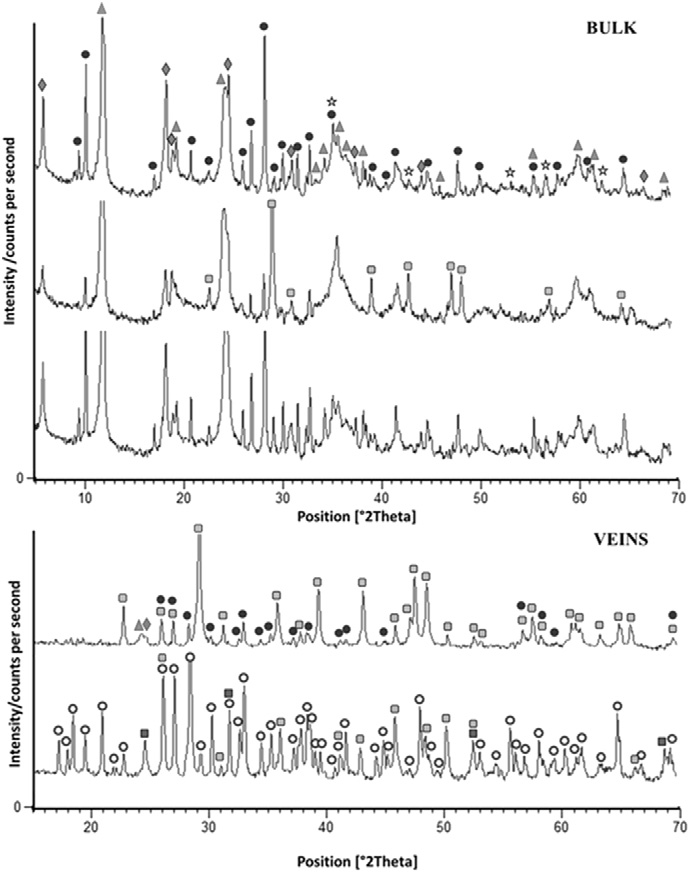 BULK
Intensity/counts per second
0
10 20 30 40 50 60 70
Position [°2Theta]
VEINS
Intensity/counts per second
0
20 30 40 50 60 70
Position [°2Theta]